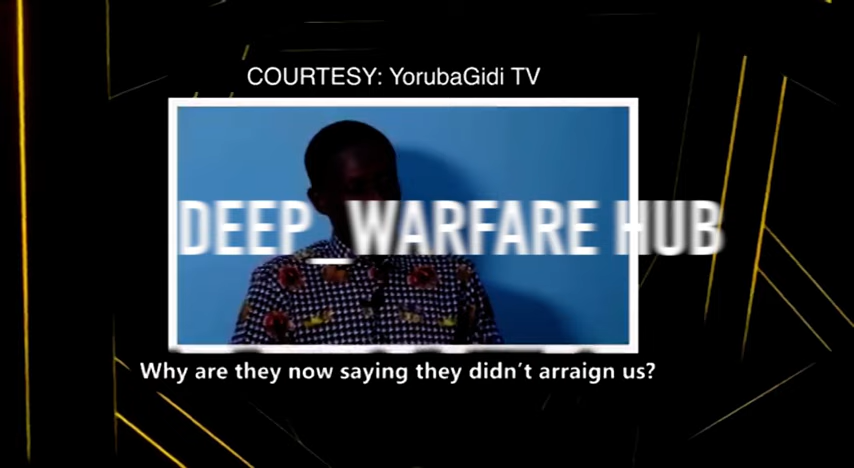 COURTESY: YorubaGidi TV
DEEP_WARFARE HUB
Why are they now saying they didn't arraign us?